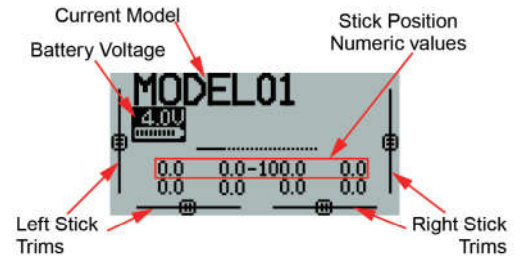 Current Model
Stick Position
Numeric values
Battery Voltage
MODEL01
4.0V
0.0 0.0-100.0 0.0
0.0 0.0 0.0 0.0
Left Stick
Trims
Right Stick
Trims